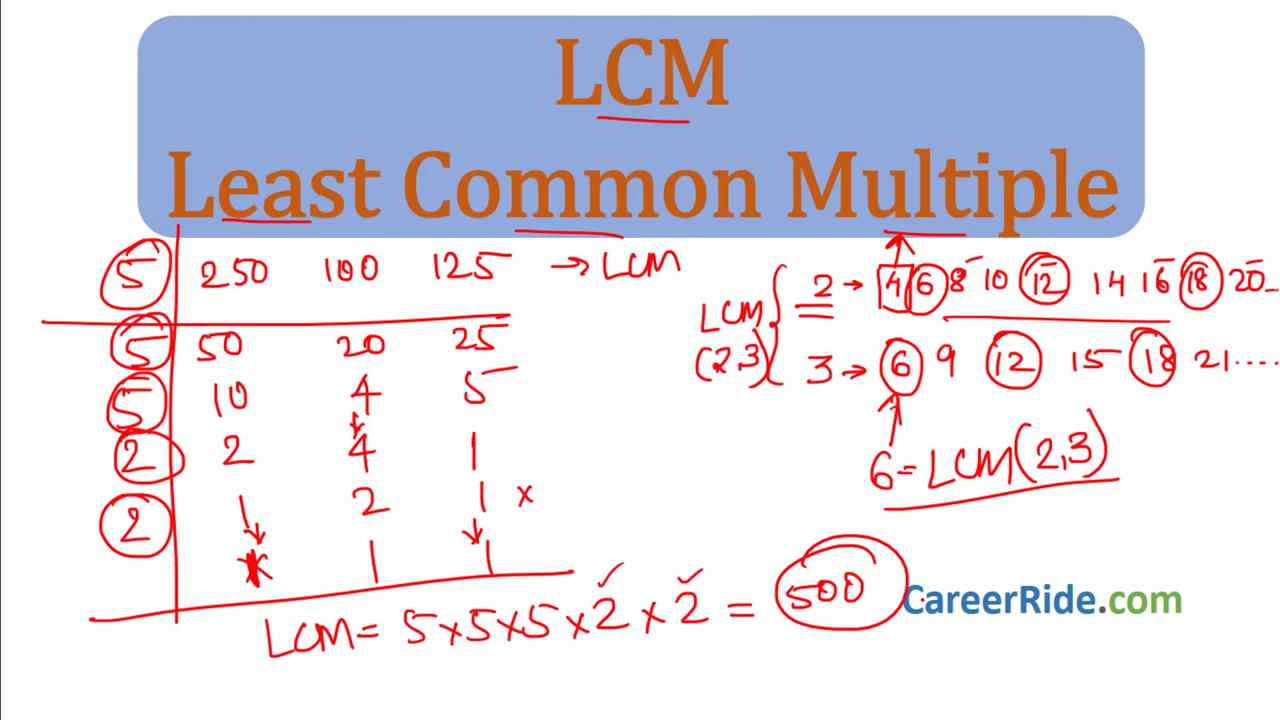 LCM
Least Common Multiple
5 250 100 125 → LCM
5 50 20 25
5 10 4 5
2 2 4 1
2 1 2 1 x
1 1
LCM = 5 x 5 x 5 x 2 x 2 = 500
LCM (2,3)
2 → 4 6 8 10 12 14 16 18 20 ..
3 → 6 9 12 15 18 21 ....
6 = LCM (2,3)
CareerRide.com